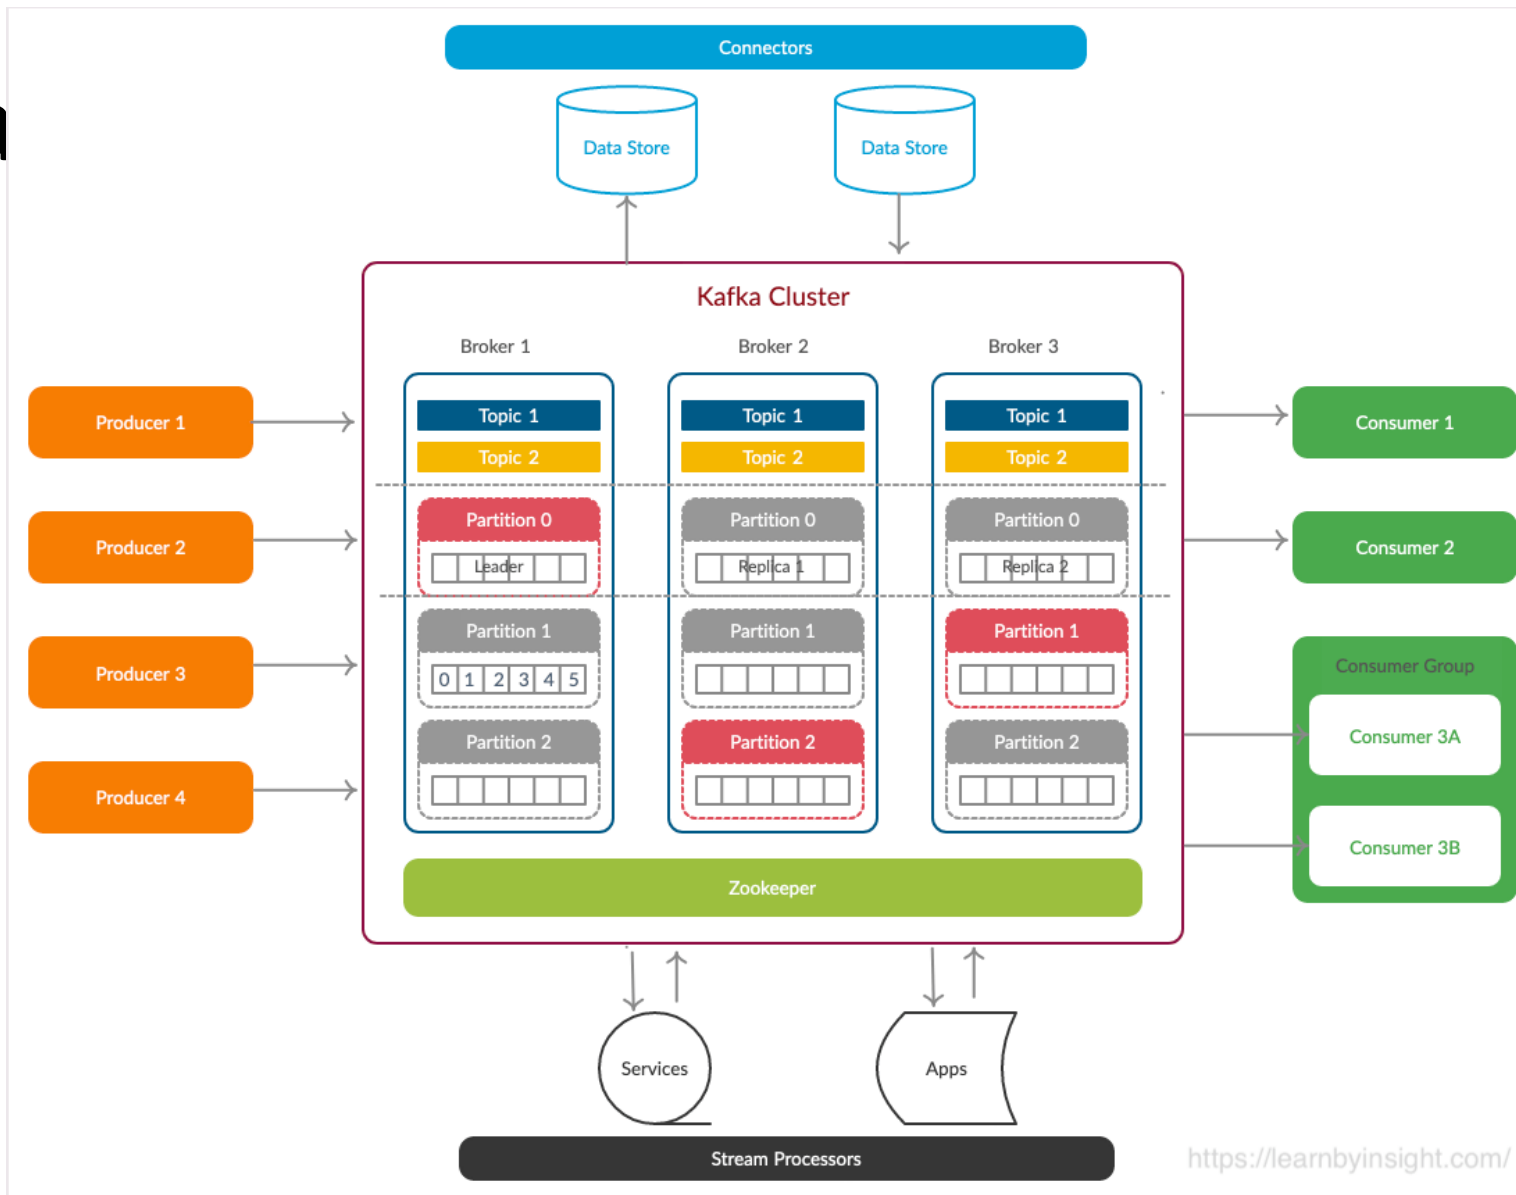 Connectors
Data Store
Data Store
Kafka Cluster
Broker 1
Broker 2
Broker 3
Topic 1
Topic 1
Topic 1
Topic 2
Topic 2
Topic 2
Partition 0
Partition 0
Partition 0
Leader
Replica 1
Replica 2
Partition 1
Partition 1
Partition 1
0 1 2 3 4 5
Partition 2
Partition 2
Partition 2
Zookeeper
Producer 1
Producer 2
Producer 3
Producer 4
Consumer 1
Consumer 2
Consumer Group
Consumer 3A
Consumer 3B
Services
Apps
Stream Processors
https://learnbyinsight.com/